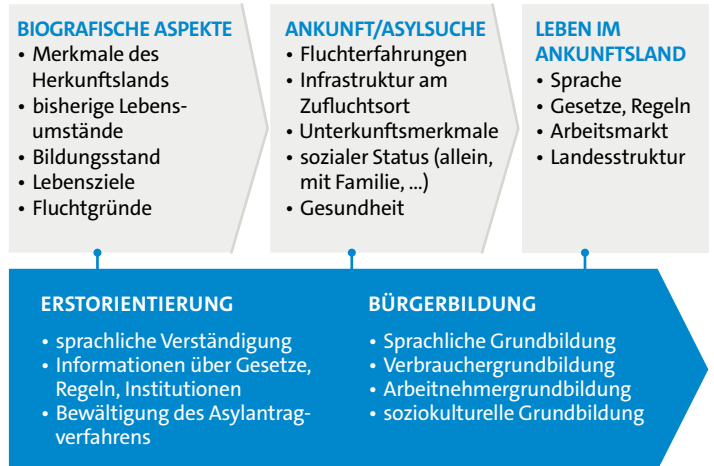 BIOGRAFISCHE ASPEKTE
• Merkmale des
Herkunftslands
• bisherige Lebens-
umstände
• Bildungsstand
• Lebensziele
• Fluchtgründe
ANKUNFT/ASYLSUCHE
• Fluchterfahrungen
• Infrastruktur am
Zufluchtsort
• Unterkunftsmerkmale
• sozialer Status (allein,
mit Familie, ...)
• Gesundheit
LEBEN IM
ANKUNFTSLAND
• Sprache
• Gesetze, Regeln
• Arbeitsmarkt
• Landesstruktur
ERSTORIENTIERUNG
• sprachliche Verständigung
• Informationen über Gesetze,
Regeln, Institutionen
• Bewältigung des Asylantrag-
verfahrens
BÜRGERBILDUNG
• Sprachliche Grundbildung
• Verbrauchergrundbildung
• Arbeitnehmergrundbildung
• soziokulturelle Grundbildung